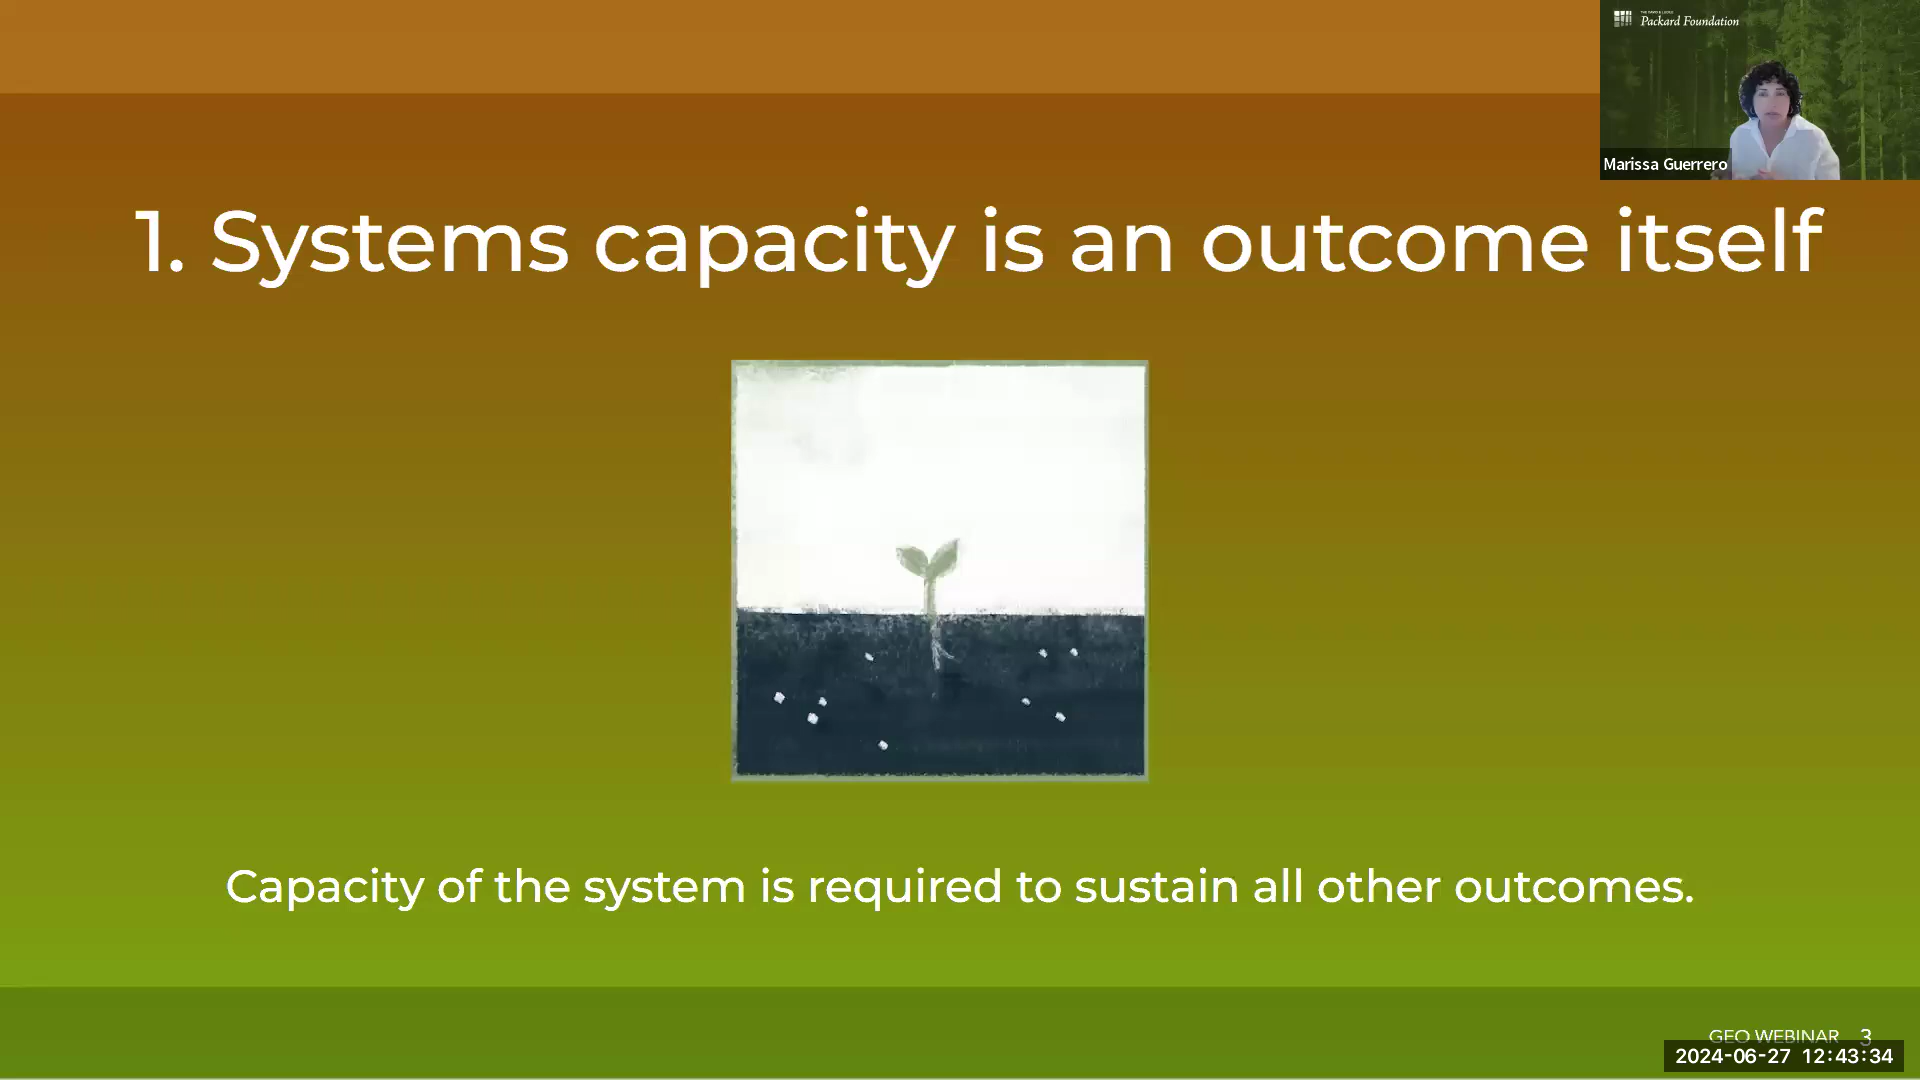 Packard Foundation
Marissa Guerrero
1. Systems capacity is an outcome itself
Capacity of the system is required to sustain all other outcomes.
GEO WEBINAR 3
2024-06-27 12:43:34